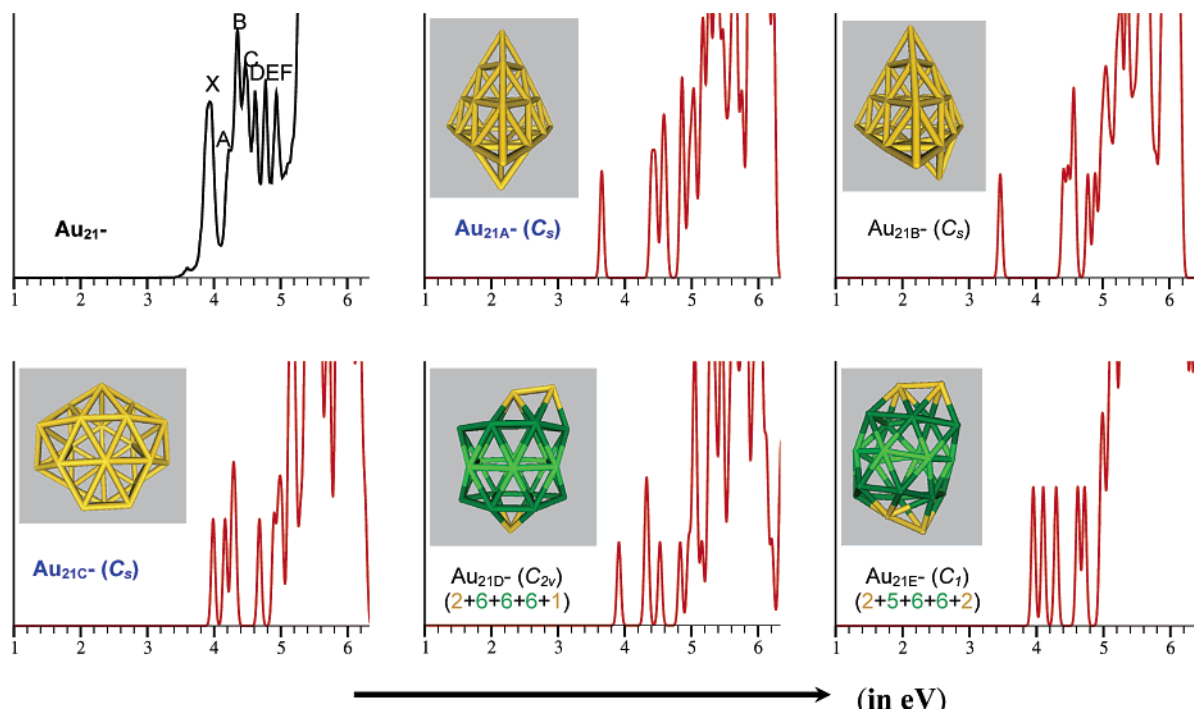 X A B C D E F
Au21-
1 2 3 4 5 6
Au21A- (Cs)
1 2 3 4 5 6
Au21B- (Cs)
1 2 3 4 5 6
Au21C- (Cs)
1 2 3 4 5 6
Au21D- (C2v)
(2+6+6+6+1)
1 2 3 4 5 6
Au21E- (C1)
(2+5+6+6+2)
1 2 3 4 5 6
(in eV)